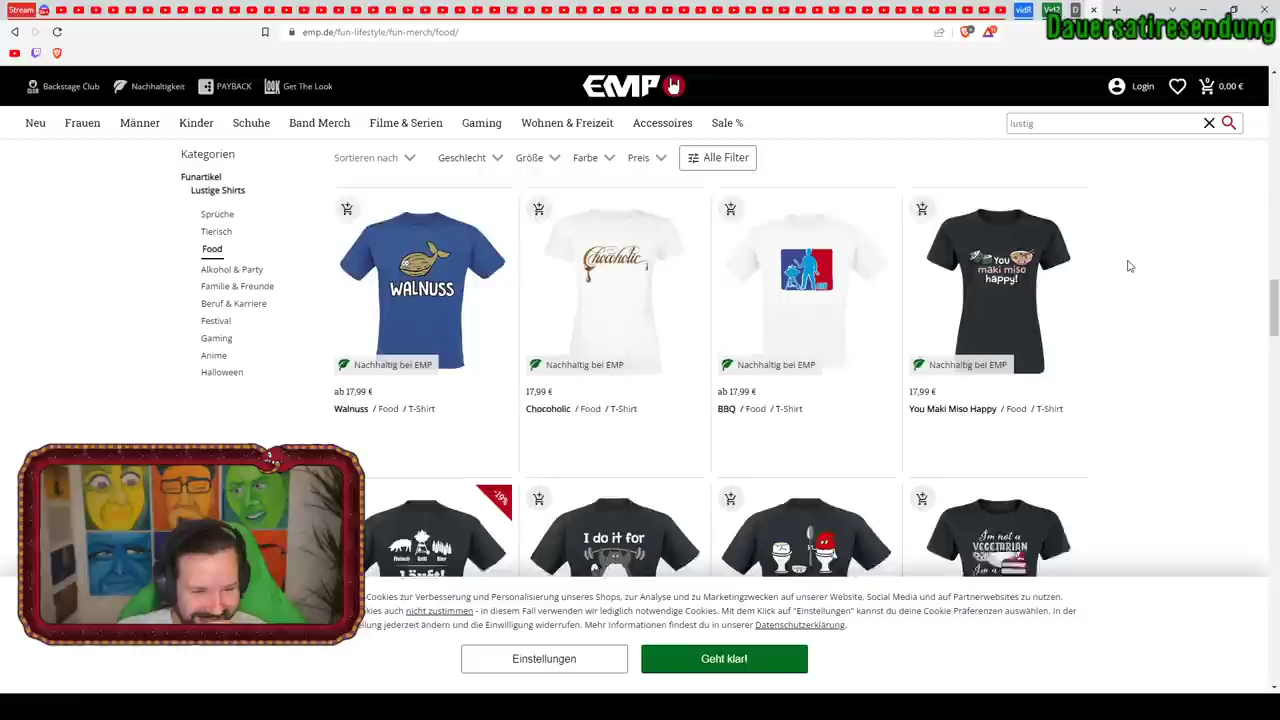 Stream
vidR
Vid2
D
Dauersatiresendung
emp.de/fun-lifestyle/fun-merch/food/
Backstage Club
Nachhaltigkeit
PAYBACK
LOOK Get The Look
EMP
Login
0
0,00 €
Neu
Frauen
Männer
Kinder
Schuhe
Band Merch
Filme & Serien
Gaming
Wohnen & Freizeit
Accessoires
Sale %
lustig
Kategorien
Funartikel
Lustige Shirts
Sprüche
Tierisch
Food
Alkohol & Party
Familie & Freunde
Beruf & Karriere
Festival
Gaming
Anime
Halloween
Sortieren nach
Geschlecht
Größe
Farbe
Preis
Alle Filter
WALNUSS
Nachhaltig bei EMP
ab 17,99 €
Walnuss / Food / T-Shirt
Chocoholic
Nachhaltig bei EMP
17,99 €
Chocoholic / Food / T-Shirt
Nachhaltig bei EMP
ab 17,99 €
BBQ / Food / T-Shirt
You
maki miso
happy!
Nachhaltig bei EMP
17,99 €
You Maki Miso Happy / Food / T-Shirt
-19%
Fleisch Grill Bier
I do it for
I'm not a
VEGETARIAN
I'm a
Cookies zur Verbesserung und Personalisierung unseres Shops, zur Analyse und zu Marketingzwecken auf unserer Website, Social Media und auf Partnerwebsites zu nutzen.
auch nicht zustimmen - in diesem Fall verwenden wir lediglich notwendige Cookies. Mit dem Klick auf "Einstellungen" kannst du deine Cookie Präferenzen auswählen. In der
jederzeit ändern und die Einwilligung widerrufen. Mehr Informationen findest du in unserer Datenschutzerklärung.
Einstellungen
Geht klar!